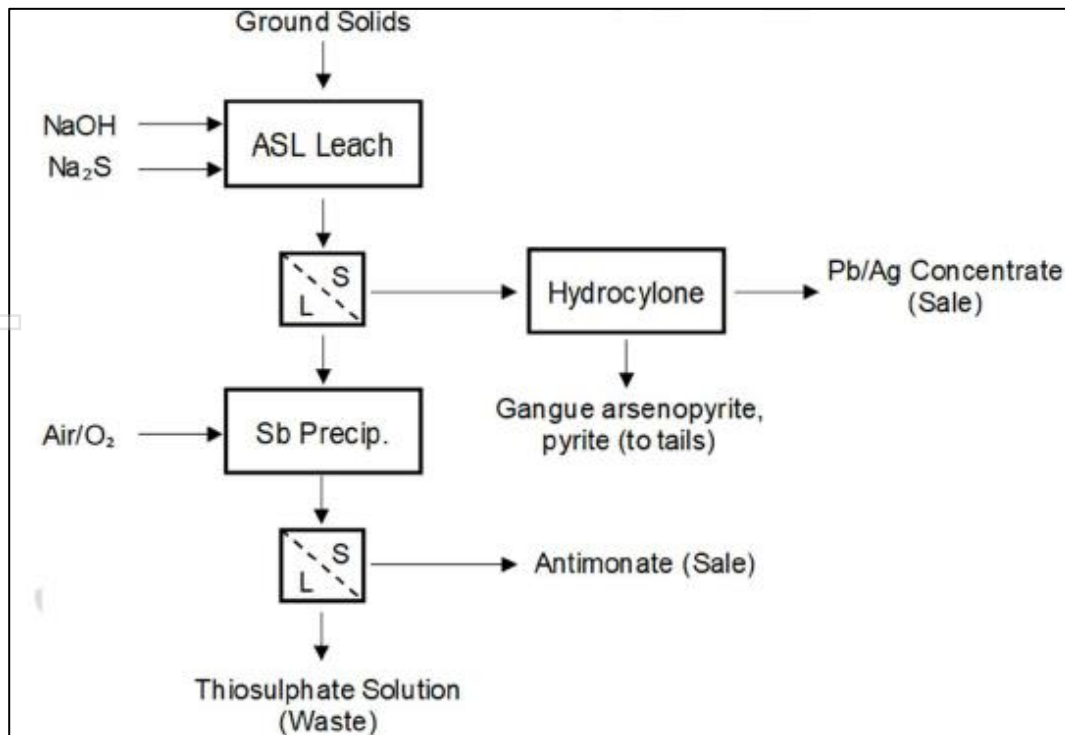 Ground Solids
NaOH
Na₂S
ASL Leach
S
L
Hydrocylone
Pb/Ag Concentrate
(Sale)
Gangue arsenopyrite,
pyrite (to tails)
Air/O₂
Sb Precip.
S
L
Antimonate (Sale)
Thiosulphate Solution
(Waste)